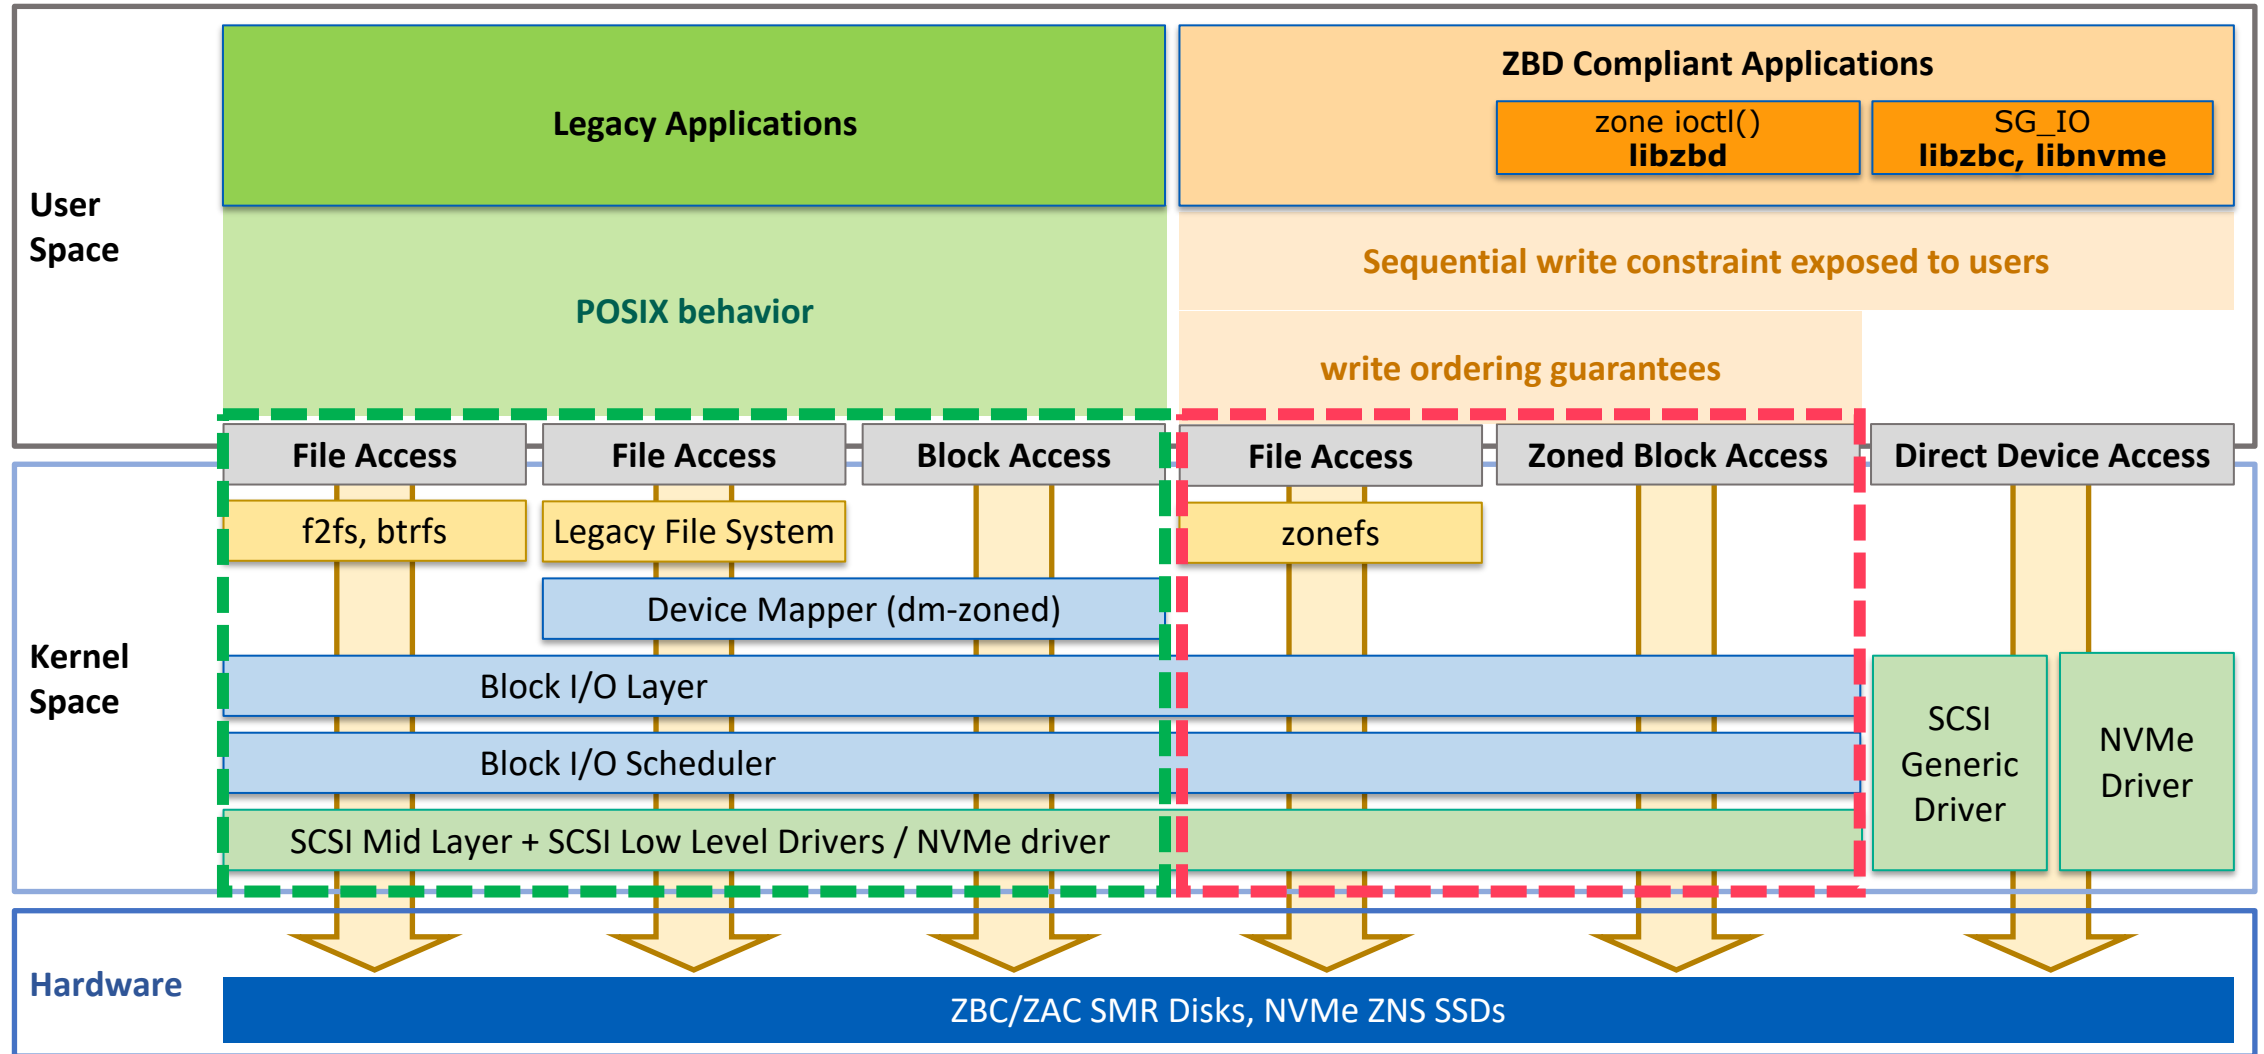 User
Space
Legacy Applications
ZBD Compliant Applications
zone ioctl()
libzbd
SG_IO
libzbc, libnvme
POSIX behavior
Sequential write constraint exposed to users
write ordering guarantees
File Access
File Access
Block Access
File Access
Zoned Block Access
Direct Device Access
Kernel
Space
f2fs, btrfs
Legacy File System
zonefs
Device Mapper (dm-zoned)
Block I/O Layer
Block I/O Scheduler
SCSI Mid Layer + SCSI Low Level Drivers / NVMe driver
SCSI
Generic
Driver
NVMe
Driver
Hardware
ZBC/ZAC SMR Disks, NVMe ZNS SSDs